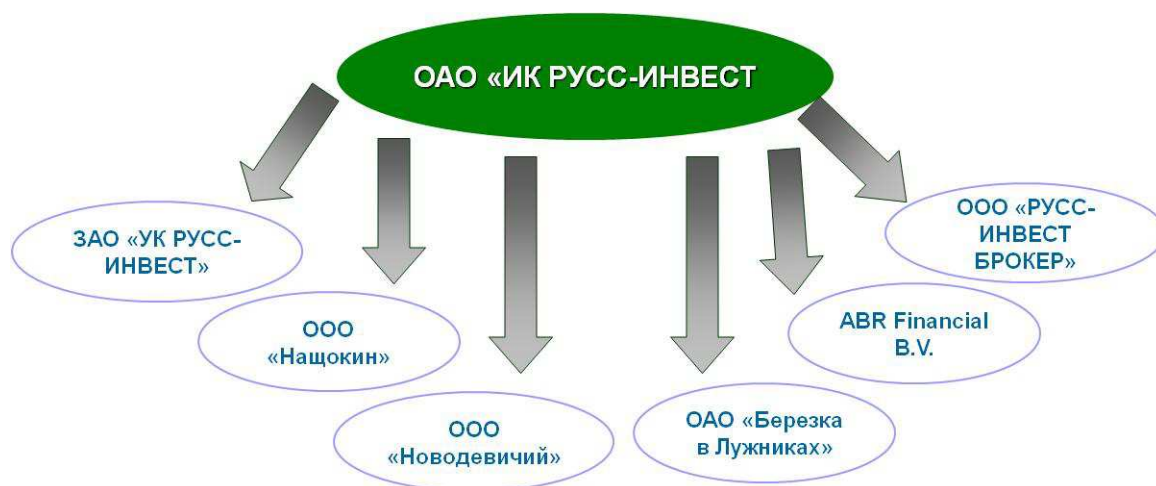 ОАО «ИК РУСС-ИНВЕСТ
ЗАО «УК РУСС-
ИНВЕСТ»
ООО
«Нащокин»
ООО
«Новодевичий»
ОАО «Березка
в Лужниках»
ABR Financial
B.V.
ООО «РУСС-
ИНВЕСТ
БРОКЕР»